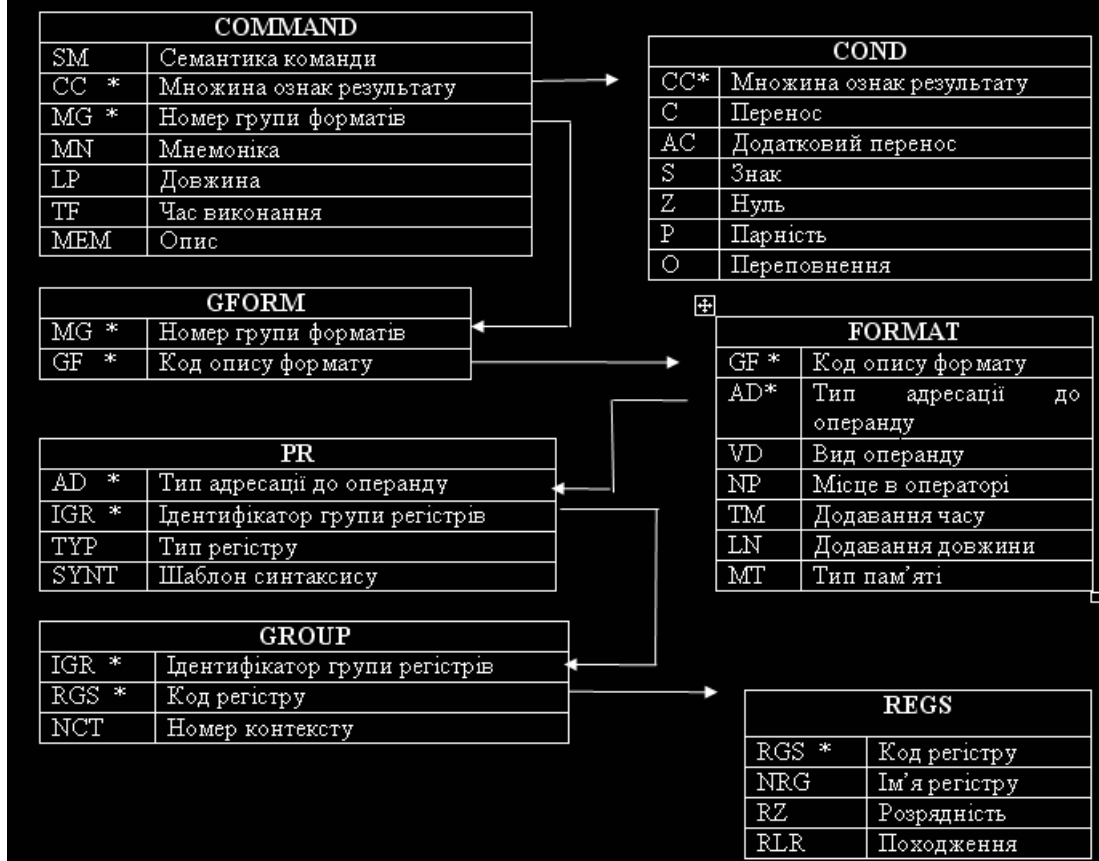 COMMAND
SM Семантика команди
CC * Множина ознак результату
MG * Номер групи форматів
MN Мнемоніка
LP Довжина
TF Час виконання
MEM Опис
COND
CC* Множина ознак результату
C Перенос
AC Додатковий перенос
S Знак
Z Нуль
P Парність
O Переповнення
GFORM
MG * Номер групи форматів
GF * Код опису формату
FORMAT
GF * Код опису формату
AD* Тип адресації до
операнду
VD Вид операнду
NP Місце в операторі
TM Додавання часу
LN Додавання довжини
MT Тип пам’яті
PR
AD * Тип адресації до операнду
IGR * Ідентифікатор групи регістрів
TYP Тип регістру
SYNT Шаблон синтаксису
GROUP
IGR * Ідентифікатор групи регістрів
RGS * Код регістру
NCT Номер контексту
REGS
RGS * Код регістру
NRG Ім’я регістру
RZ Розрядність
RLR Походження